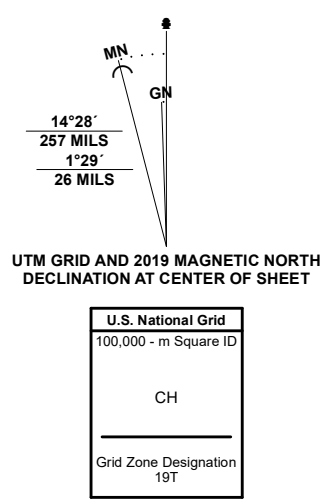 MN
GN
14°28´
257 MILS
1°29´
26 MILS
UTM GRID AND 2019 MAGNETIC NORTH
DECLINATION AT CENTER OF SHEET
U.S. National Grid
100,000 - m Square ID
CH
Grid Zone Designation
19T